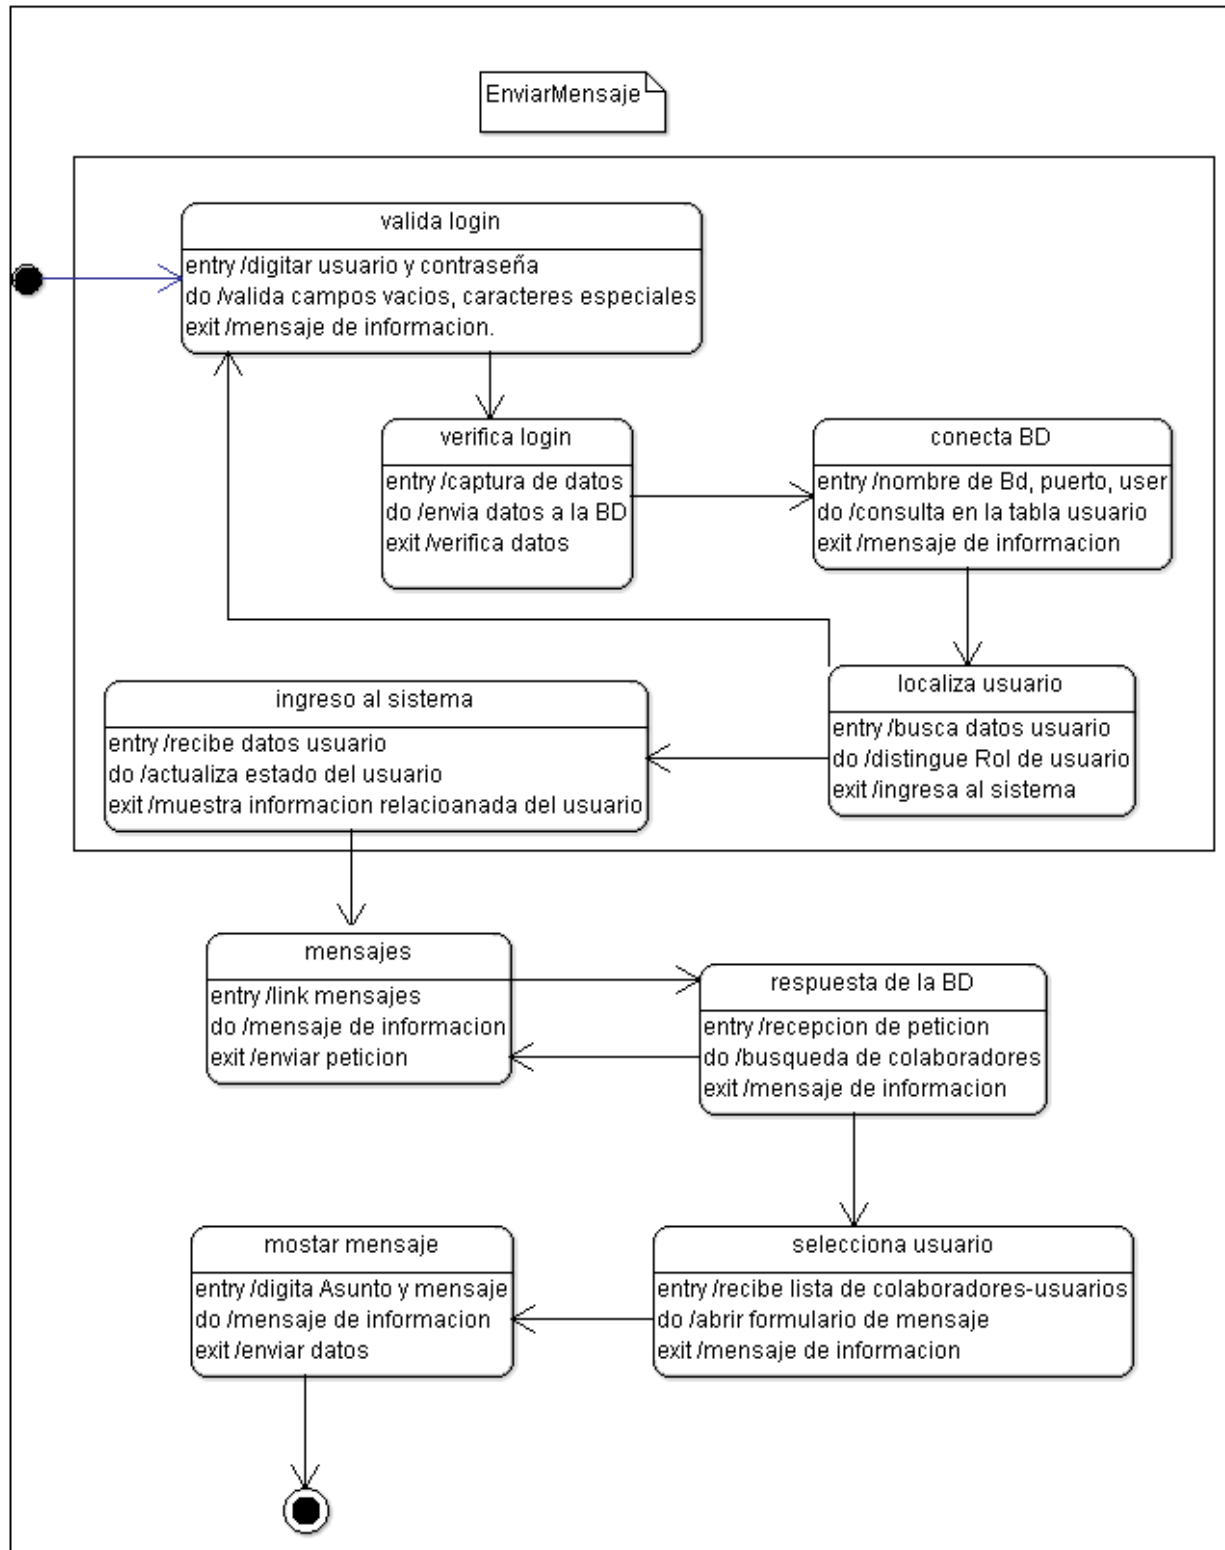 EnviarMensaje
valida login
entry /digitar usuario y contraseña
do /valida campos vacios, caracteres especiales
exit /mensaje de informacion.
verifica login
entry /captura de datos
do /envia datos a la BD
exit /verifica datos
conecta BD
entry /nombre de Bd, puerto, user
do /consulta en la tabla usuario
exit /mensaje de informacion
localiza usuario
entry /busca datos usuario
do /distingue Rol de usuario
exit /ingresa al sistema
ingreso al sistema
entry /recibe datos usuario
do /actualiza estado del usuario
exit /muestra informacion relacioanada del usuario
mensajes
entry /link mensajes
do /mensaje de informacion
exit /enviar peticion
respuesta de la BD
entry /recepcion de peticion
do /busqueda de colaboradores
exit /mensaje de informacion
selecciona usuario
entry /recibe lista de colaboradores-usuarios
do /abrir formulario de mensaje
exit /mensaje de informacion
mostar mensaje
entry /digita Asunto y mensaje
do /mensaje de informacion
exit /enviar datos